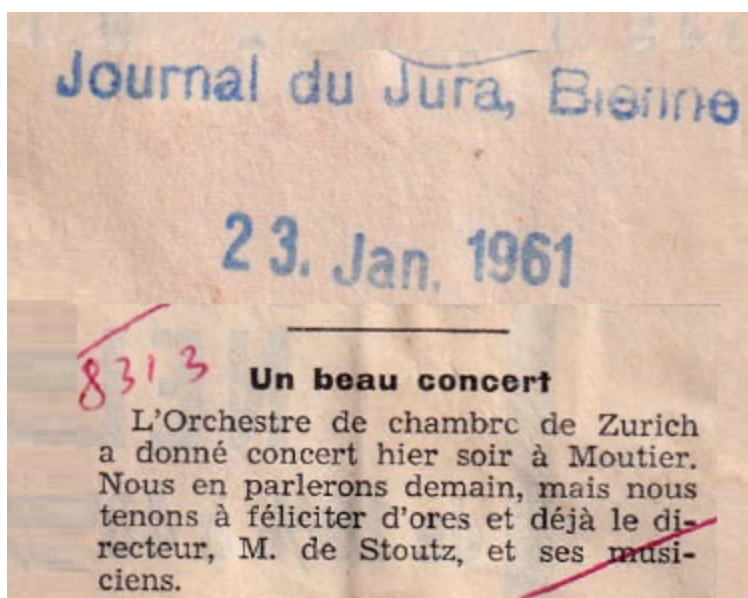 Journal du Jura, Bienne
23. Jan. 1961
8313
Un beau concert
L'Orchestre de chambre de Zurich
a donné concert hier soir à Moutier.
Nous en parlerons demain, mais nous
tenons à féliciter d'ores et déjà le di-
recteur, M. de Stoutz, et ses musi-
ciens.